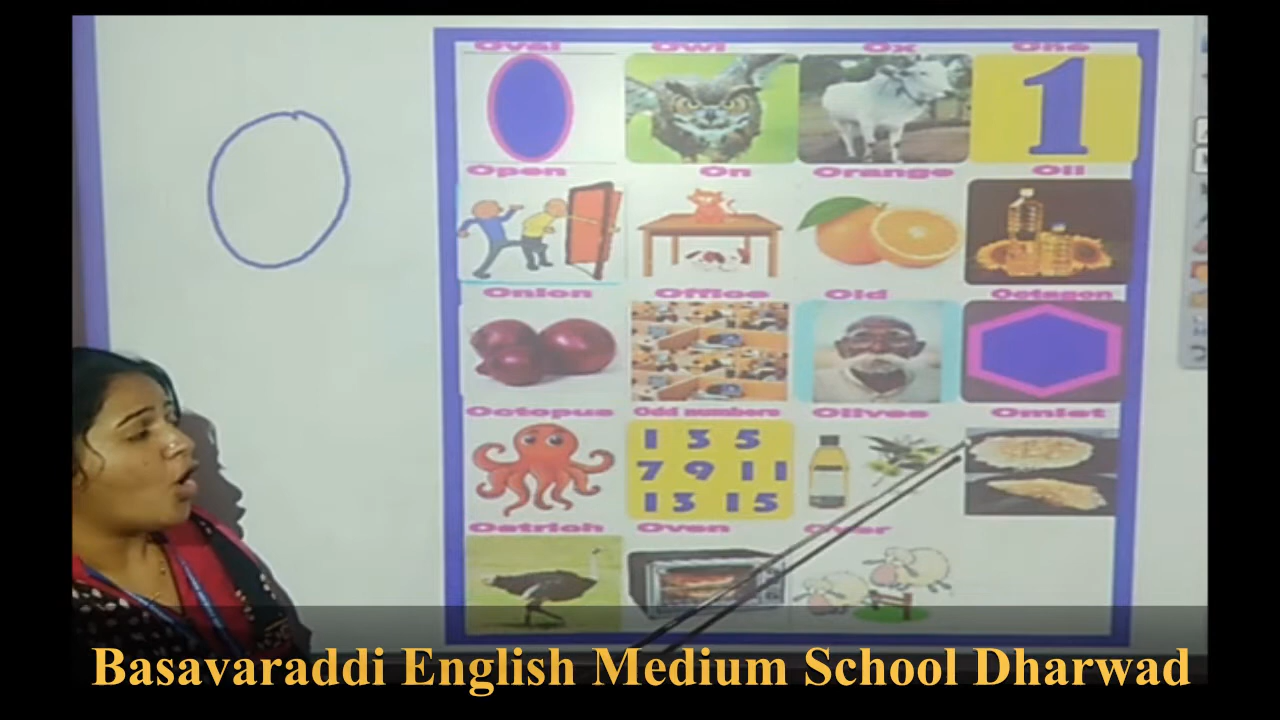 Oval Owl Ox One
1
Open On Orange Oil
Onion Office Old Octagon
Octopus Odd numbers Olives Omlet
1 3 5
7 9 11
13 15
Ostrich Oven Over
Basavaraddi English Medium School Dharwad